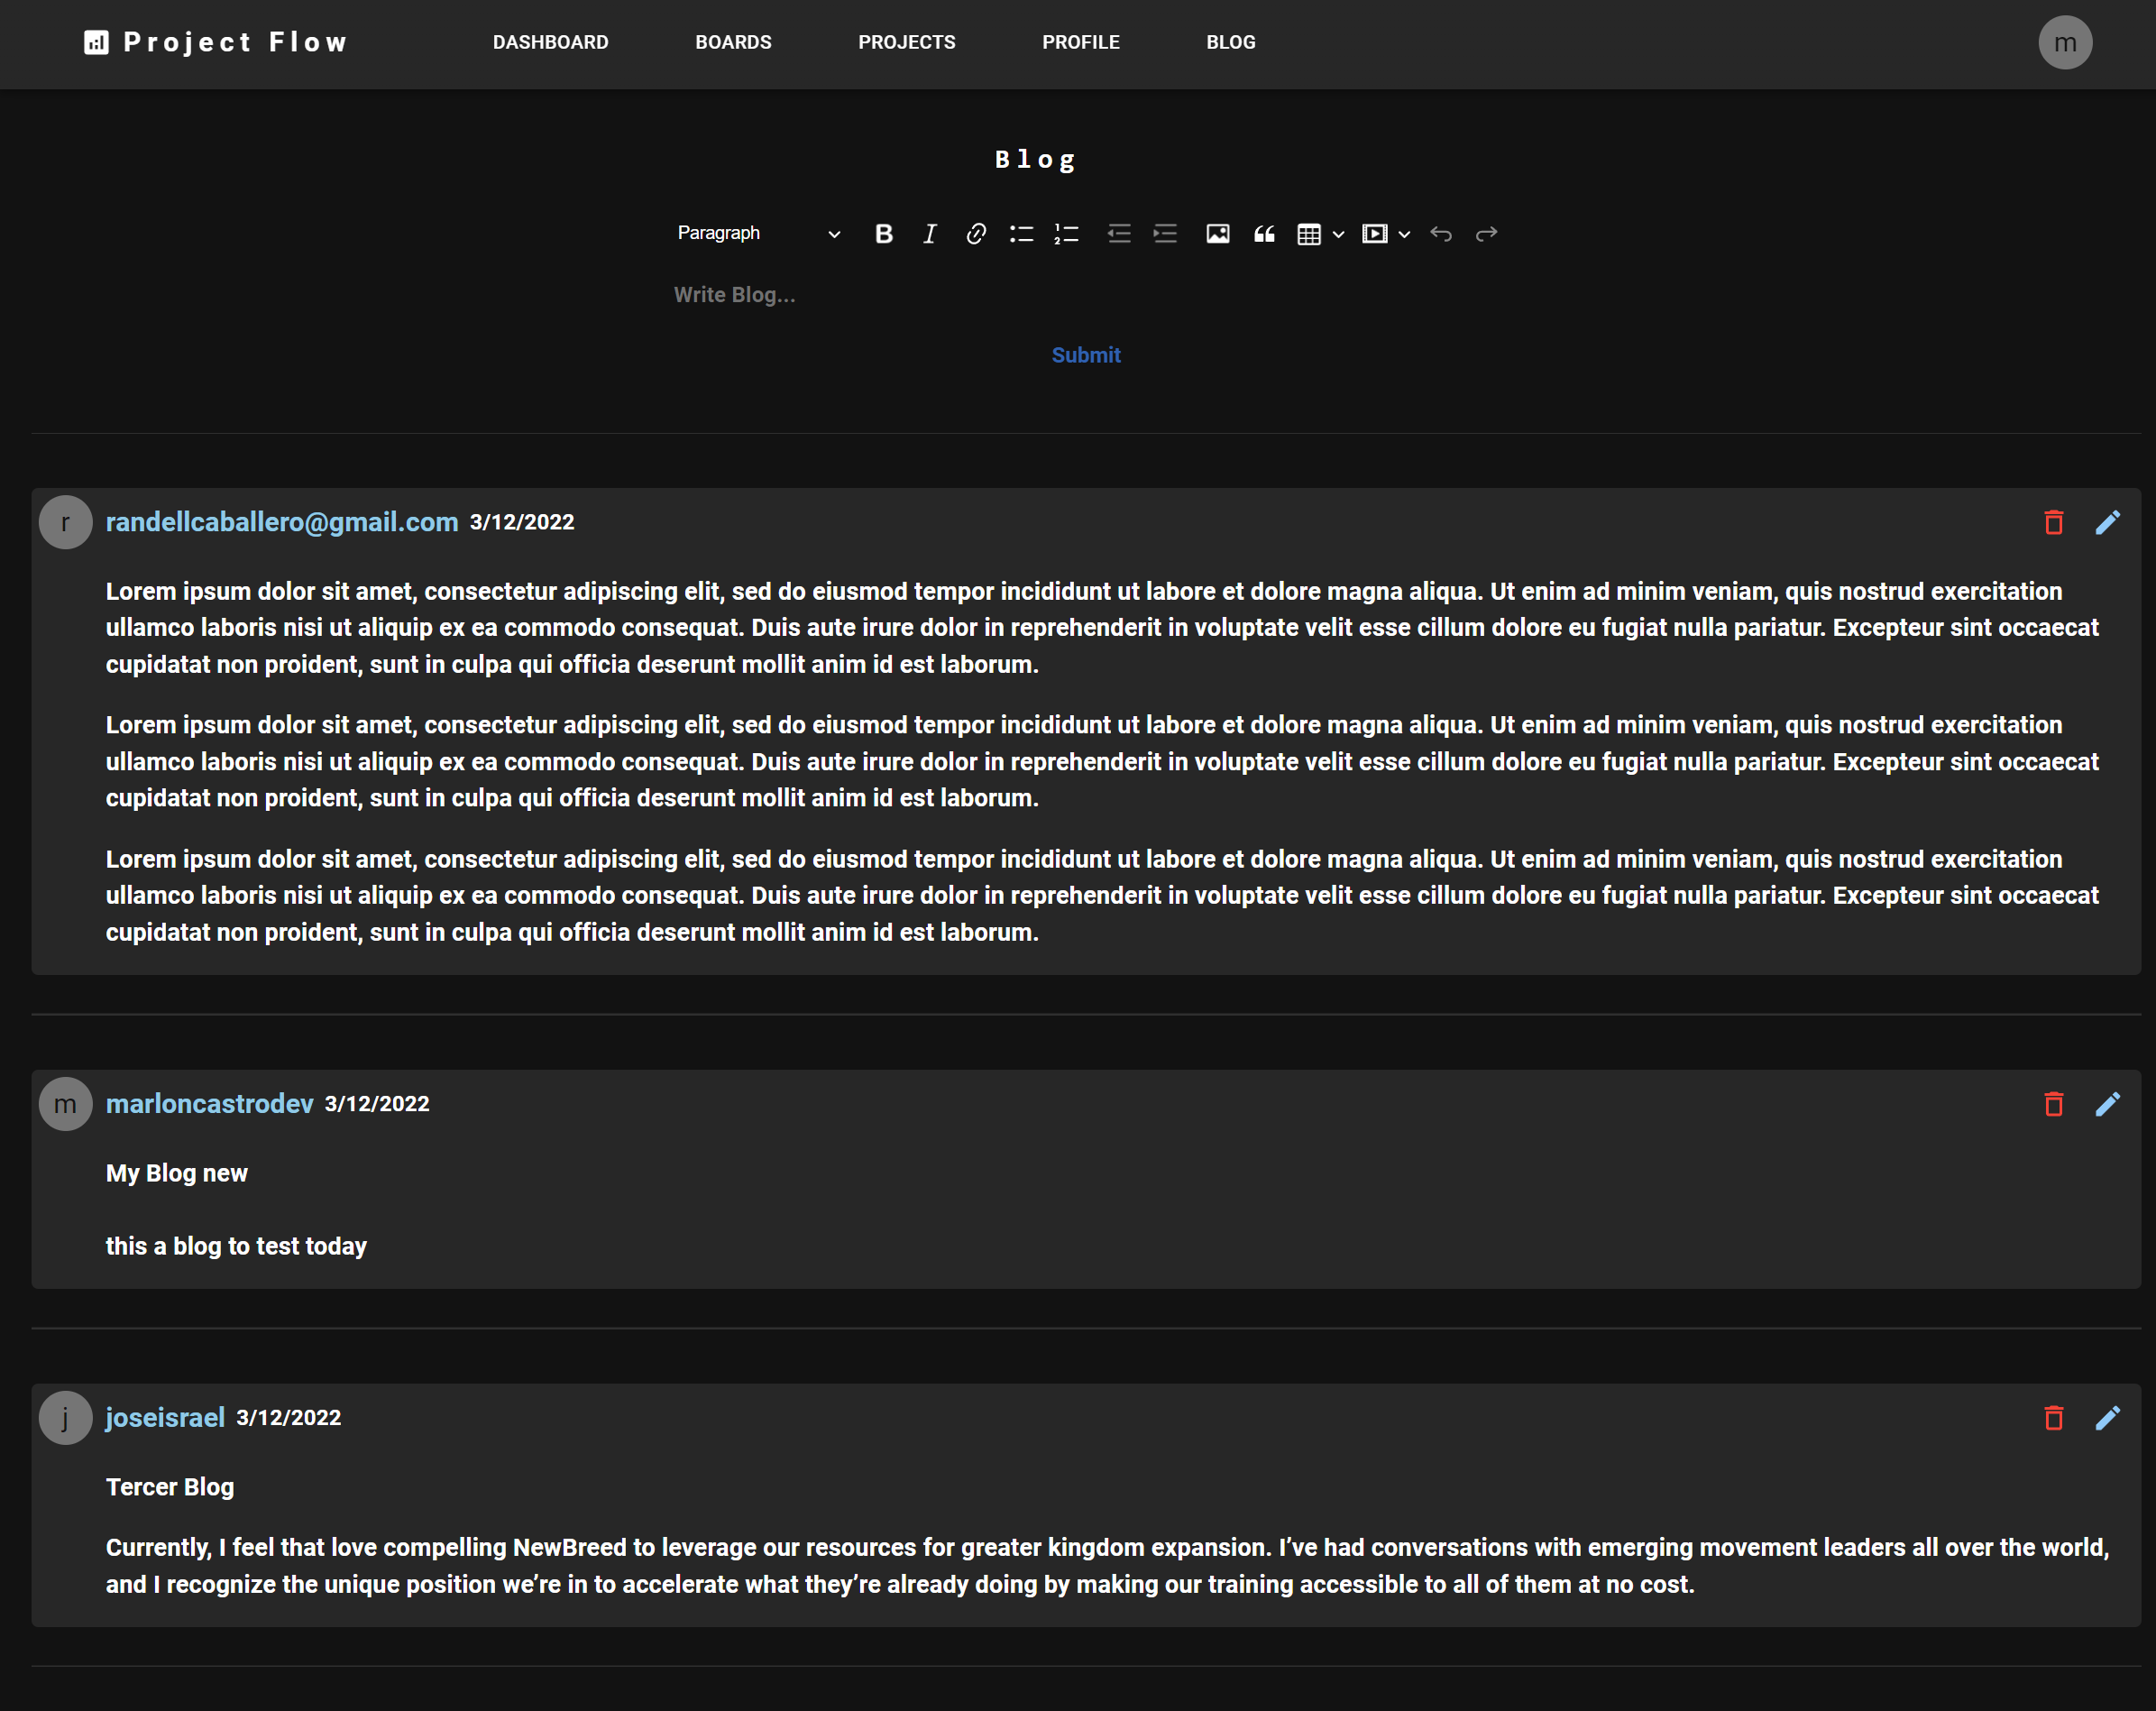 Project Flow DASHBOARD BOARDS PROJECTS PROFILE BLOG m
Blog
Paragraph
Write Blog...
Submit
r randellcaballero@gmail.com 3/12/2022
Lorem ipsum dolor sit amet, consectetur adipiscing elit, sed do eiusmod tempor incididunt ut labore et dolore magna aliqua. Ut enim ad minim veniam, quis nostrud exercitation
ullamco laboris nisi ut aliquip ex ea commodo consequat. Duis aute irure dolor in reprehenderit in voluptate velit esse cillum dolore eu fugiat nulla pariatur. Excepteur sint occaecat
cupidatat non proident, sunt in culpa qui officia deserunt mollit anim id est laborum.
Lorem ipsum dolor sit amet, consectetur adipiscing elit, sed do eiusmod tempor incididunt ut labore et dolore magna aliqua. Ut enim ad minim veniam, quis nostrud exercitation
ullamco laboris nisi ut aliquip ex ea commodo consequat. Duis aute irure dolor in reprehenderit in voluptate velit esse cillum dolore eu fugiat nulla pariatur. Excepteur sint occaecat
cupidatat non proident, sunt in culpa qui officia deserunt mollit anim id est laborum.
Lorem ipsum dolor sit amet, consectetur adipiscing elit, sed do eiusmod tempor incididunt ut labore et dolore magna aliqua. Ut enim ad minim veniam, quis nostrud exercitation
ullamco laboris nisi ut aliquip ex ea commodo consequat. Duis aute irure dolor in reprehenderit in voluptate velit esse cillum dolore eu fugiat nulla pariatur. Excepteur sint occaecat
cupidatat non proident, sunt in culpa qui officia deserunt mollit anim id est laborum.
m marloncastrodev 3/12/2022
My Blog new
this a blog to test today
j joseisrael 3/12/2022
Tercer Blog
Currently, I feel that love compelling NewBreed to leverage our resources for greater kingdom expansion. I’ve had conversations with emerging movement leaders all over the world,
and I recognize the unique position we’re in to accelerate what they’re already doing by making our training accessible to all of them at no cost.